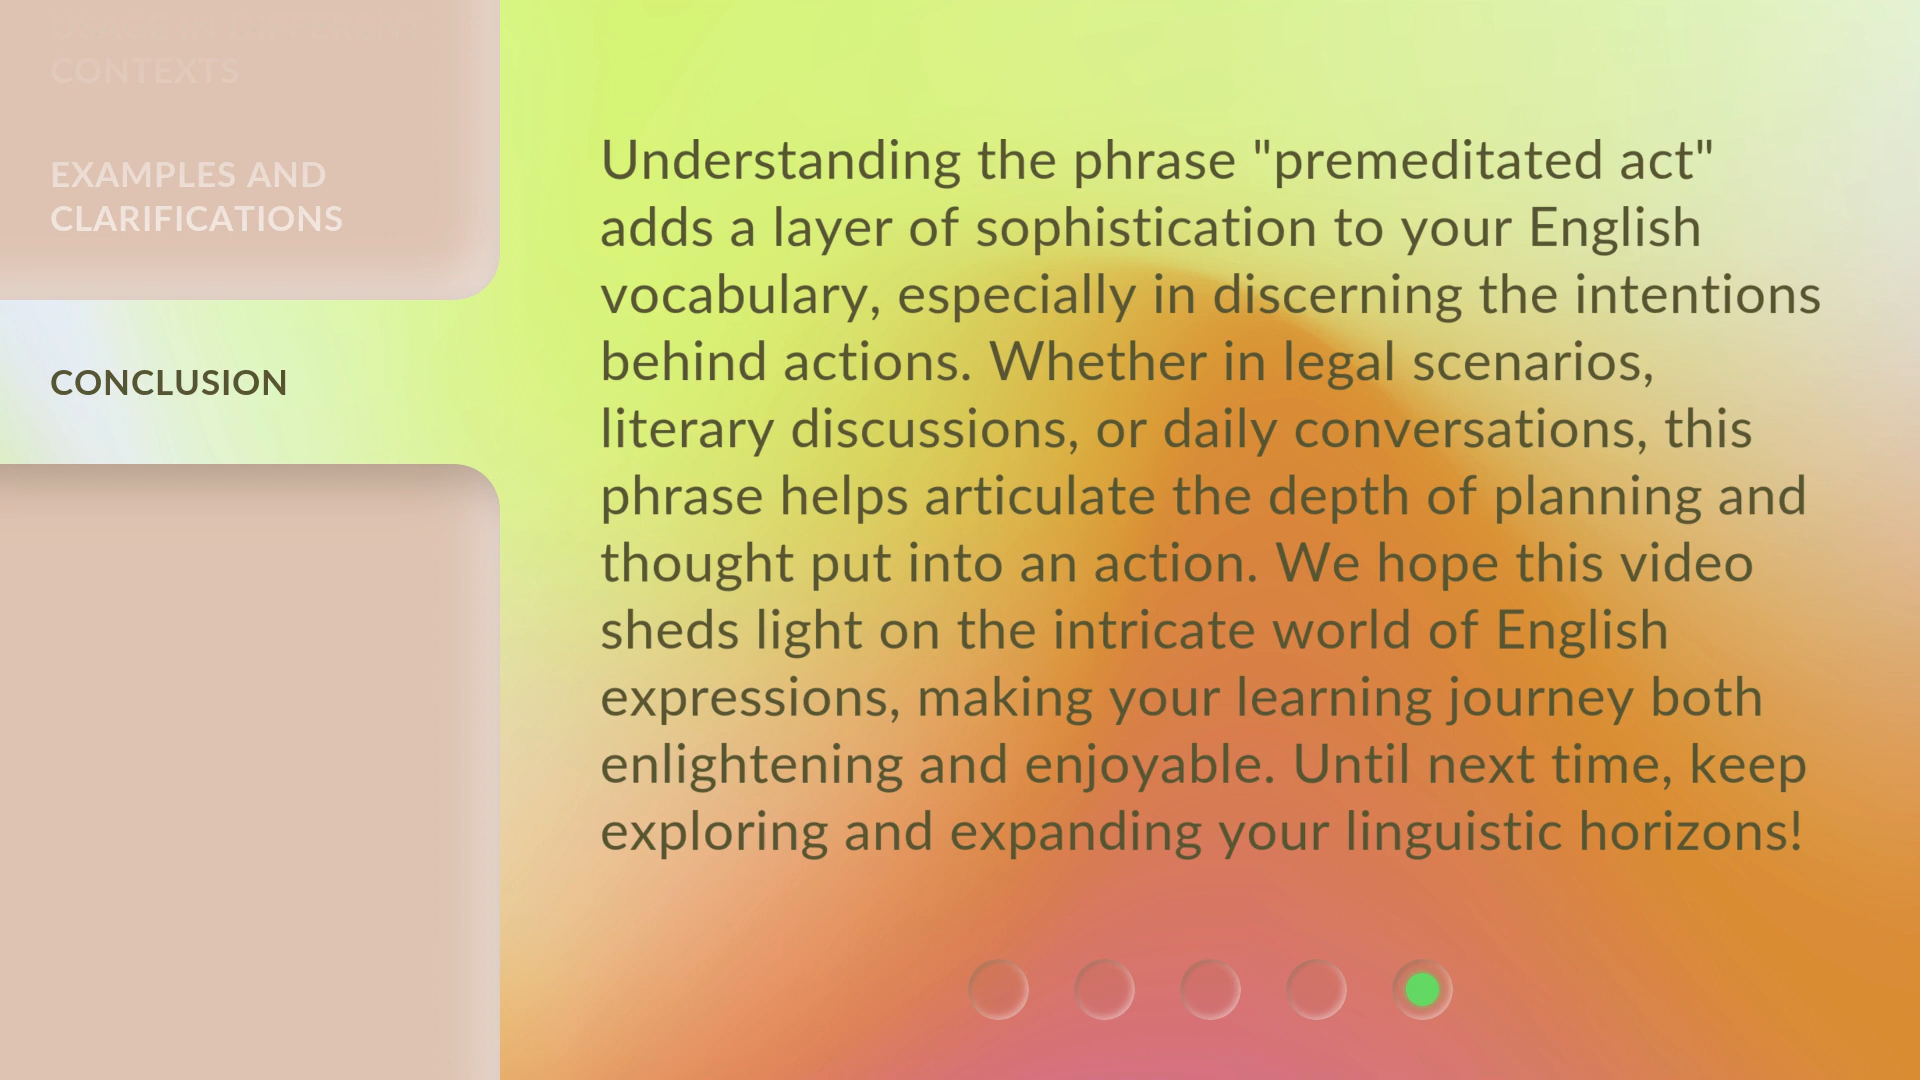 CONTEXTS
EXAMPLES AND
CLARIFICATIONS
CONCLUSION
Understanding the phrase "premeditated act"
adds a layer of sophistication to your English
vocabulary, especially in discerning the intentions
behind actions. Whether in legal scenarios,
literary discussions, or daily conversations, this
phrase helps articulate the depth of planning and
thought put into an action. We hope this video
sheds light on the intricate world of English
expressions, making your learning journey both
enlightening and enjoyable. Until next time, keep
exploring and expanding your linguistic horizons!